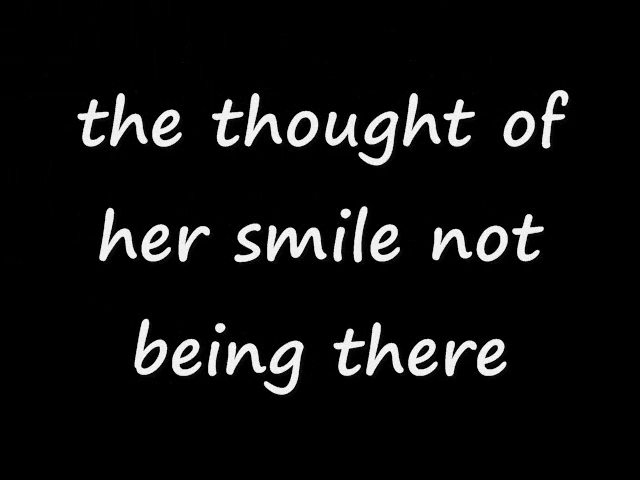 the thought of
her smile not
being there